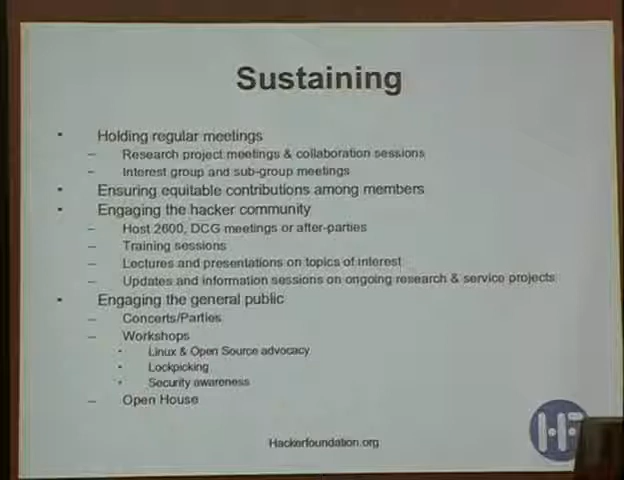 Sustaining
• Holding regular meetings
– Research project meetings & collaboration sessions
– Interest group and sub-group meetings
• Ensuring equitable contributions among members
• Engaging the hacker community
– Host 2600, DCG meetings or after-parties
– Training sessions
– Lectures and presentations on topics of interest
– Updates and information sessions on ongoing research & service projects
• Engaging the general public
– Concerts/Parties
– Workshops
• Linux & Open Source advocacy
• Lockpicking
• Security awareness
– Open House
Hackerfoundation.org
HF